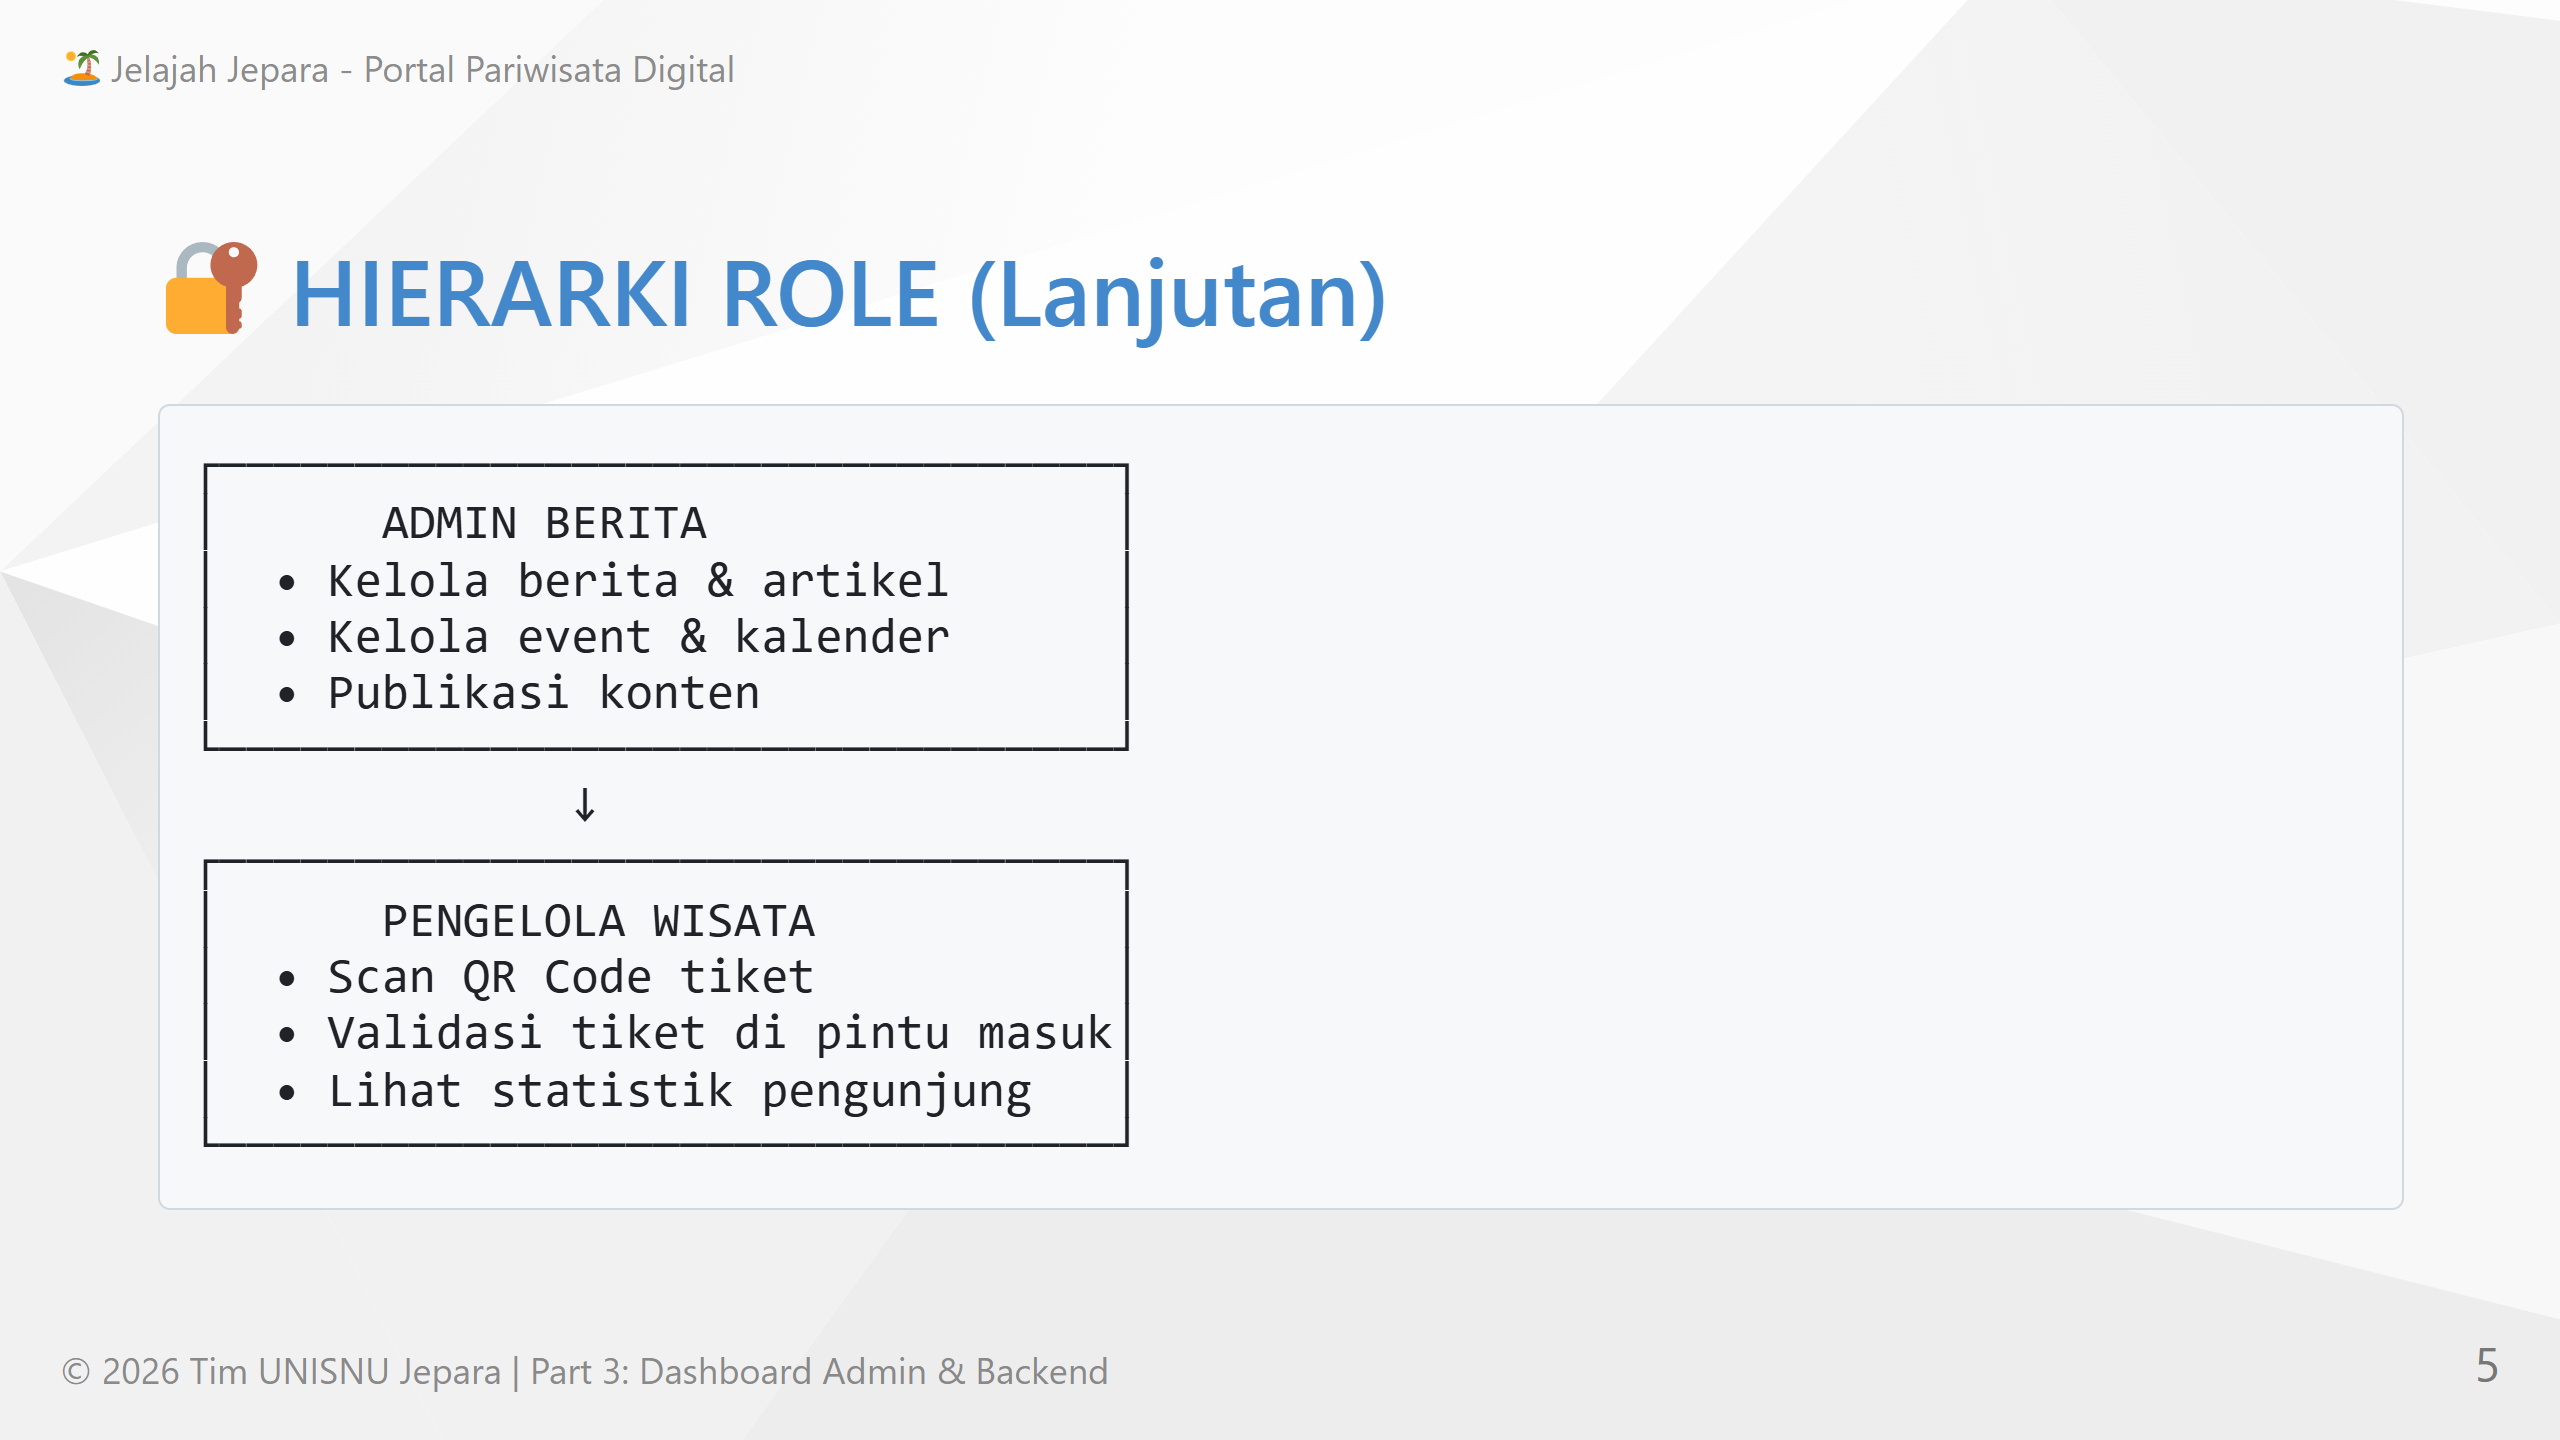 Jelajah Jepara - Portal Pariwisata Digital
HIERARKI ROLE (Lanjutan)
ADMIN BERITA
• Kelola berita & artikel
• Kelola event & kalender
• Publikasi konten
↓
PENGELOLA WISATA
• Scan QR Code tiket
• Validasi tiket di pintu masuk
• Lihat statistik pengunjung
© 2026 Tim UNISNU Jepara | Part 3: Dashboard Admin & Backend
5